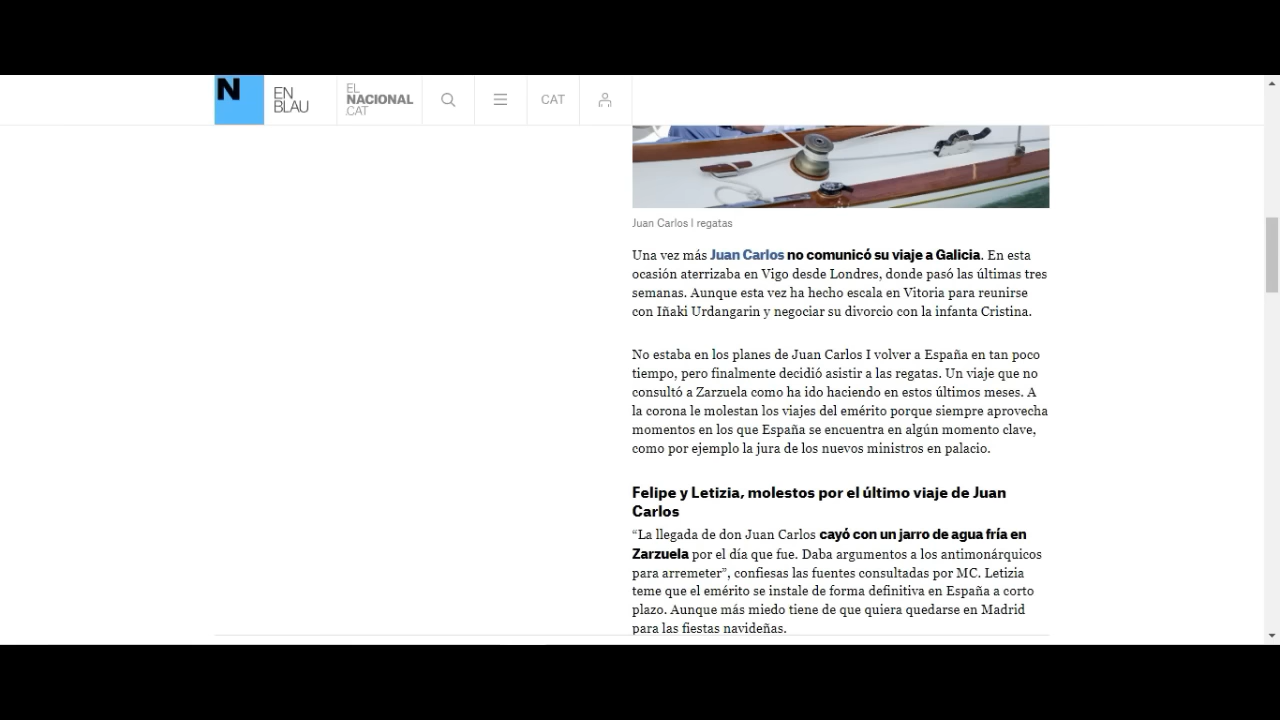 N
EN
BLAU
EL
NACIONAL
.CAT
CAT
Juan Carlos I regatas
Una vez más Juan Carlos no comunicó su viaje a Galicia. En esta
ocasión aterrizaba en Vigo desde Londres, donde pasó las últimas tres
semanas. Aunque esta vez ha hecho escala en Vitoria para reunirse
con Iñaki Urdangarin y negociar su divorcio con la infanta Cristina.
No estaba en los planes de Juan Carlos I volver a España en tan poco
tiempo, pero finalmente decidió asistir a las regatas. Un viaje que no
consultó a Zarzuela como ha ido haciendo en estos últimos meses. A
la corona le molestan los viajes del emérito porque siempre aprovecha
momentos en los que España se encuentra en algún momento clave,
como por ejemplo la jura de los nuevos ministros en palacio.
Felipe y Letizia, molestos por el último viaje de Juan
Carlos
“La llegada de don Juan Carlos cayó con un jarro de agua fría en
Zarzuela por el día que fue. Daba argumentos a los antimonárquicos
para arremeter”, confiesas las fuentes consultadas por MC. Letizia
teme que el emérito se instale de forma definitiva en España a corto
plazo. Aunque más miedo tiene de que quiera quedarse en Madrid
para las fiestas navideñas.